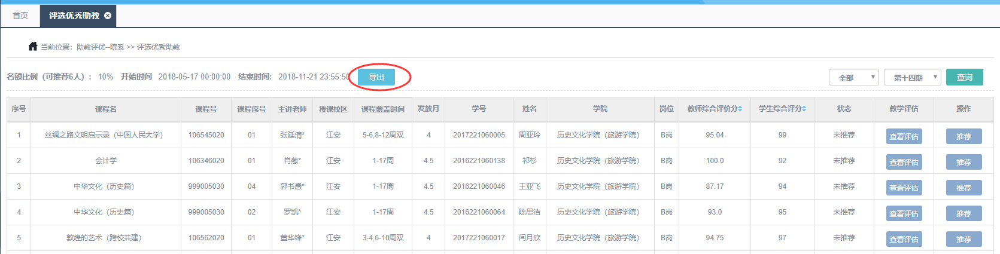 首页 评选优秀助教
当前位置：助教评优--院系 >> 评选优秀助教
名额比例（可推荐6人）： 10% 开始时间 2018-05-17 00:00:00 结束时间: 2018-11-21 23:55:50 导出 全部 第十四期 查询
序号 课程名 课程号 课程序号 主讲老师 授课校区 课程覆盖时间 发放月 学号 姓名 学院 岗位 教师综合评价分 学生综合评分 状态 教学评估 操作
1 丝绸之路文明启示录（中国人民大学） 106545020 01 张延清* 江安 5-6,8-12周双 4 2017221060005 周亚玲 历史文化学院（旅游学院） B岗 95.04 99 未推荐 查看评估 推荐
2 会计学 106346020 01 肖葱* 江安 1-17周 4.5 2016221060138 祁杉 历史文化学院（旅游学院） B岗 100.0 92 未推荐 查看评估 推荐
3 中华文化（历史篇） 999005030 04 郭书愚* 江安 1-17周 4.5 2016221060046 王亚飞 历史文化学院（旅游学院） B岗 87.17 94 未推荐 查看评估 推荐
4 中华文化（历史篇） 999005030 02 罗凯* 江安 1-17周 4.5 2016221060064 陈思洁 历史文化学院（旅游学院） B岗 93.0 95 未推荐 查看评估 推荐
5 敦煌的艺术（跨校共建） 106562020 01 董华锋* 江安 3-4,6-10周双 4 2017221060017 闫月欣 历史文化学院（旅游学院） B岗 94.75 97 未推荐 查看评估 推荐